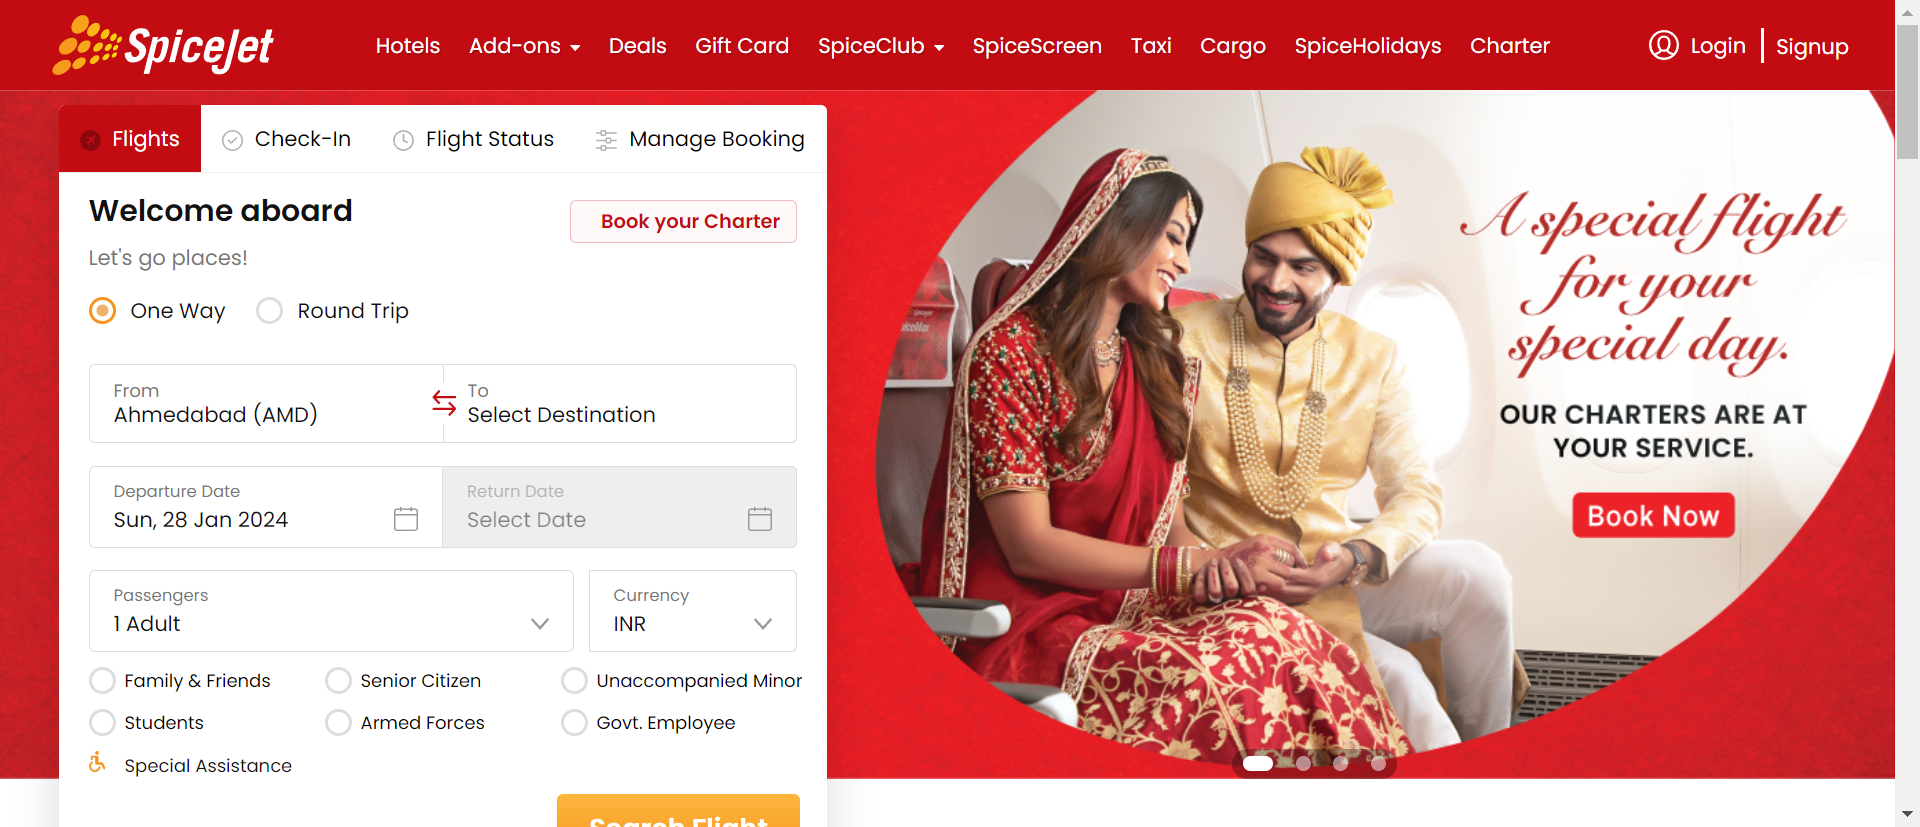 SpiceJet
Hotels Add-ons Deals Gift Card SpiceClub SpiceScreen Taxi Cargo SpiceHolidays Charter Login Signup
Flights Check-In Flight Status Manage Booking
Welcome aboard
Book your Charter
Let's go places!
One Way Round Trip
From
Ahmedabad (AMD)
To
Select Destination
Departure Date
Sun, 28 Jan 2024
Return Date
Select Date
Passengers
1 Adult
Currency
INR
Family & Friends Senior Citizen Unaccompanied Minor
Students Armed Forces Govt. Employee
Special Assistance
Search Flight
A special flight
for your
special day.
OUR CHARTERS ARE AT
YOUR SERVICE.
Book Now